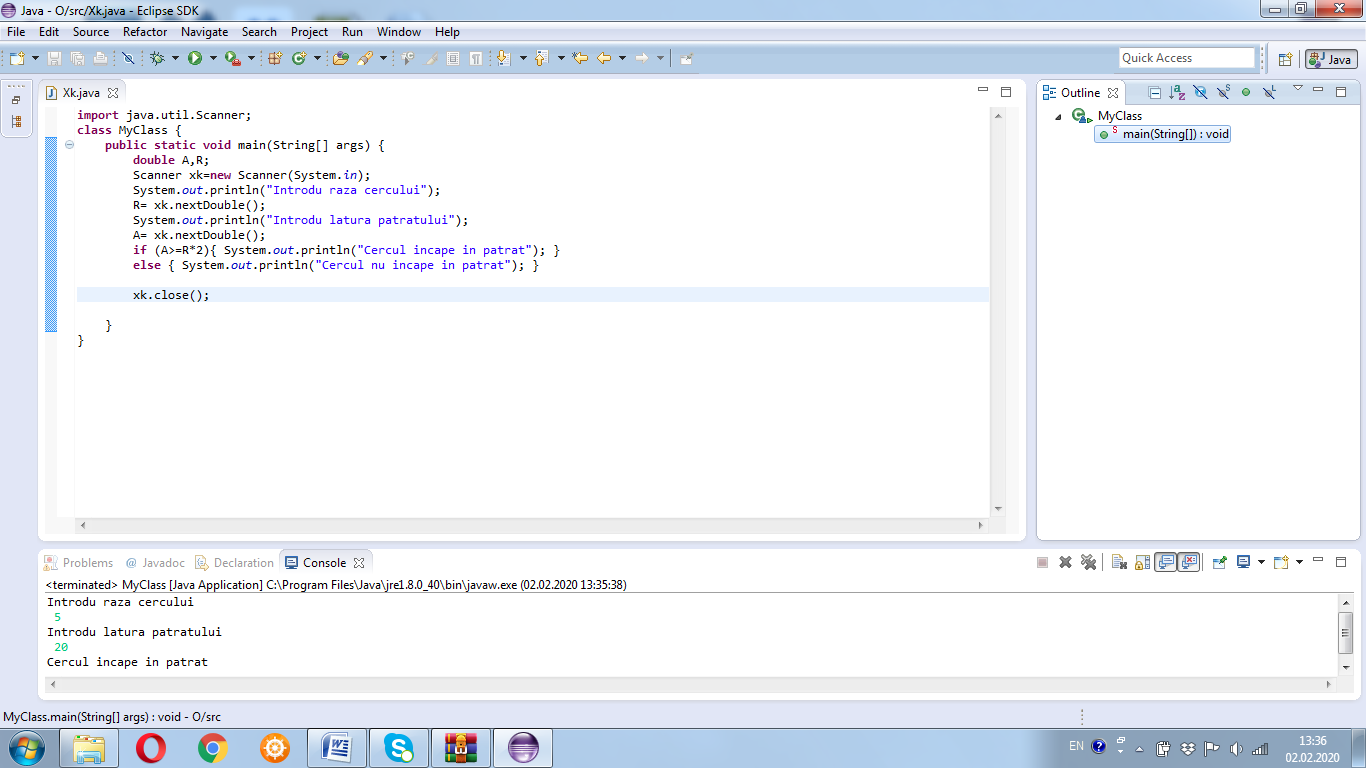 Java - O/src/Xk.java - Eclipse SDK
File Edit Source Refactor Navigate Search Project Run Window Help
Quick Access
Java
Xk.java
import java.util.Scanner;
class MyClass {
    public static void main(String[] args) {
        double A,R;
        Scanner xk=new Scanner(System.in);
        System.out.println("Introdu raza cercului");
        R= xk.nextDouble();
        System.out.println("Introdu latura patratului");
        A= xk.nextDouble();
        if (A>=R*2){ System.out.println("Cercul incape in patrat"); }
        else { System.out.println("Cercul nu incape in patrat"); }
        xk.close();
    }
}
Outline
MyClass
main(String[]) : void
Problems @ Javadoc Declaration Console
<terminated> MyClass [Java Application] C:\Program Files\Java\jre1.8.0_40\bin\javaw.exe (02.02.2020 13:35:38)
Introdu raza cercului
5
Introdu latura patratului
20
Cercul incape in patrat
MyClass.main(String[] args) : void - O/src
EN
13:36
02.02.2020